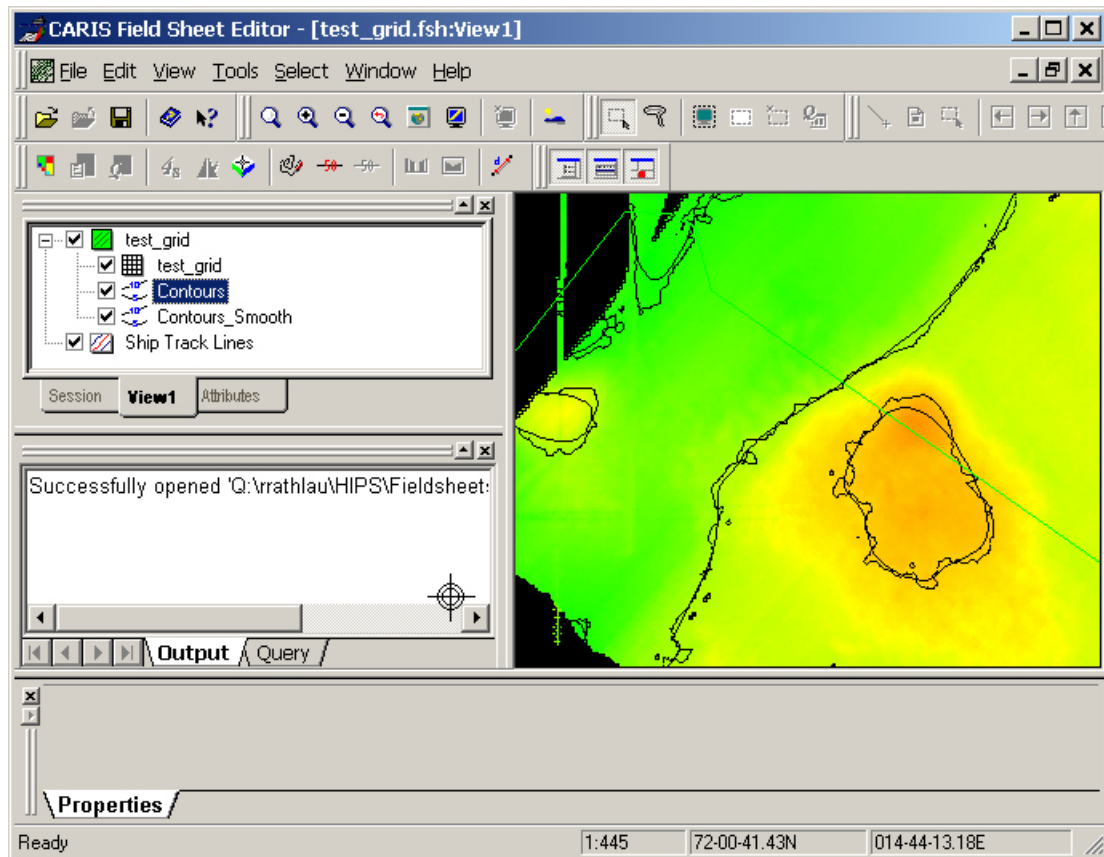 CARIS Field Sheet Editor - [test_grid.fsh:View1]
File Edit View Tools Select Window Help
test_grid
test_grid
Contours
Contours_Smooth
Ship Track Lines
Session View1 Attributes
Successfully opened 'Q:\rrathlau\HIPS\Fieldsheets
Output Query
Properties
Ready 1:445 72-00-41.43N 014-44-13.18E